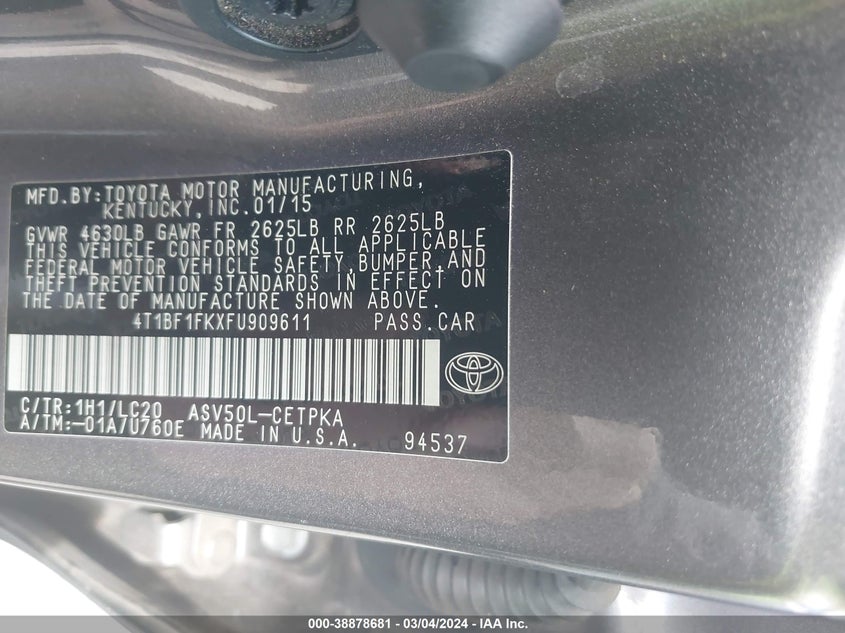 MFD.BY:TOYOTA MOTOR MANUFACTURING,
KENTUCKY, INC.01/15
GVWR 4630LB GAWR FR 2625LB RR 2625LB
THIS VEHICLE CONFORMS TO ALL APPLICABLE
FEDERAL MOTOR VEHICLE SAFETY,BUMPER,AND
THEFT PREVENTION STANDARDS IN EFFECT ON
THE DATE OF MANUFACTURE SHOWN ABOVE.
4T1BF1FKXFU909611 PASS.CAR
C/TR:1H1/LC20 ASV50L-CETPKA
A/TM:-01A/U760E MADE IN U.S.A. 94537
000-38878681 - 03/04/2024 - IAA Inc.